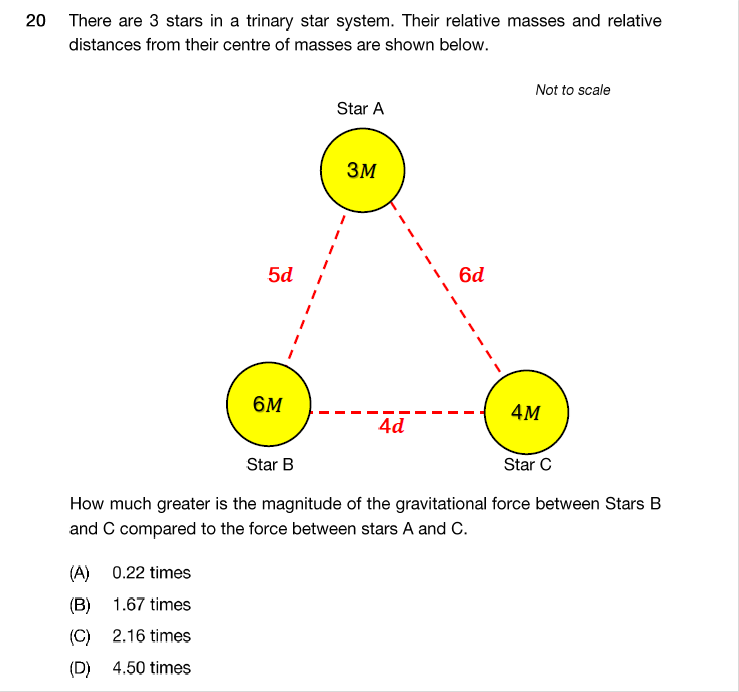 20 There are 3 stars in a trinary star system. Their relative masses and relative
distances from their centre of masses are shown below.
Not to scale
Star A
3M
5d
6d
6M
4M
4d
Star B
Star C
How much greater is the magnitude of the gravitational force between Stars B
and C compared to the force between stars A and C.
(A) 0.22 times
(B) 1.67 times
(C) 2.16 times
(D) 4.50 times